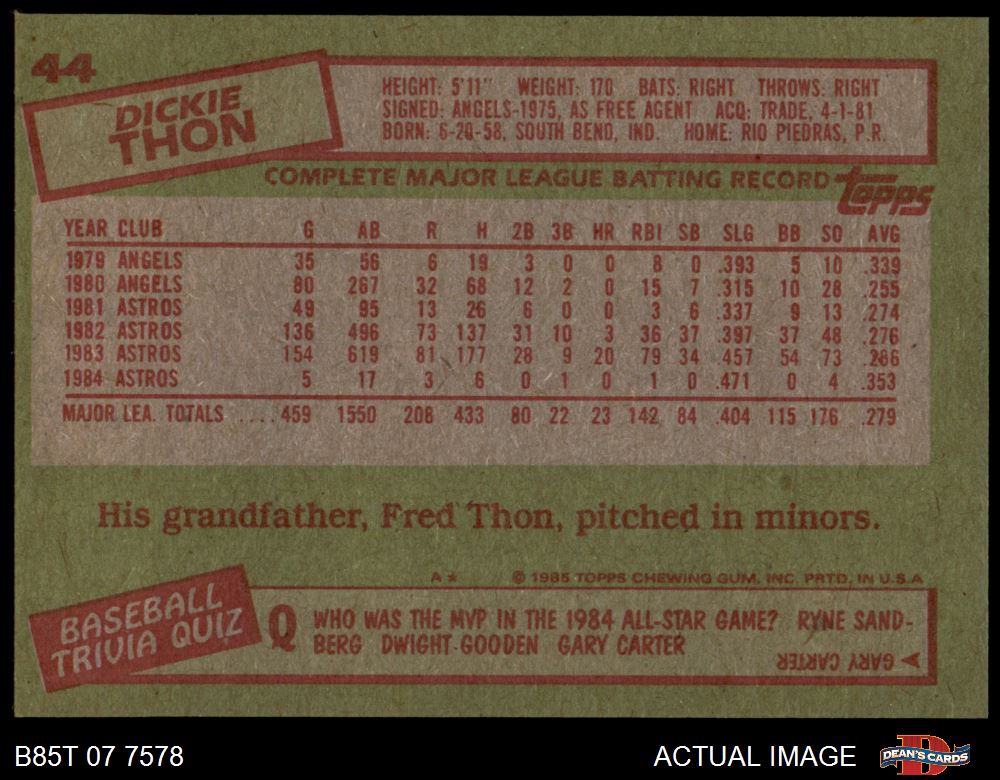 44
DICKIE
THON
HEIGHT: 5'11" WEIGHT: 170 BATS: RIGHT THROWS: RIGHT
SIGNED: ANGELS-1975, AS FREE AGENT ACQ: TRADE, 4-1-81
BORN: 6-20-58, SOUTH BEND, IND. HOME: RIO PIEDRAS, P.R.
COMPLETE MAJOR LEAGUE BATTING RECORD topps
YEAR CLUB G AB R H 2B 3B HR RBI SB SLG BB SO AVG
1979 ANGELS 35 56 6 19 3 0 0 8 0 .393 5 10 .339
1980 ANGELS 80 267 32 68 12 2 0 15 7 .315 10 28 .255
1981 ASTROS 49 95 13 26 6 0 0 3 6 .337 9 13 .274
1982 ASTROS 136 496 73 137 31 10 3 36 37 .397 37 48 .276
1983 ASTROS 154 619 81 177 28 9 20 79 34 .457 54 73 .286
1984 ASTROS 5 17 3 6 0 1 0 1 0 .471 0 4 .353
MAJOR LEA. TOTALS ....459 1550 208 433 80 22 23 142 84 .404 115 176 .279
His grandfather, Fred Thon, pitched in minors.
A* © 1985 TOPPS CHEWING GUM, INC. PRTD. IN U.S.A
BASEBALL
TRIVIA QUIZ
Q WHO WAS THE MVP IN THE 1984 ALL-STAR GAME? RYNE SAND-
BERG DWIGHT GOODEN GARY CARTER
GARY CARTER
B85T 07 7578 ACTUAL IMAGE DEAN'S CARDS